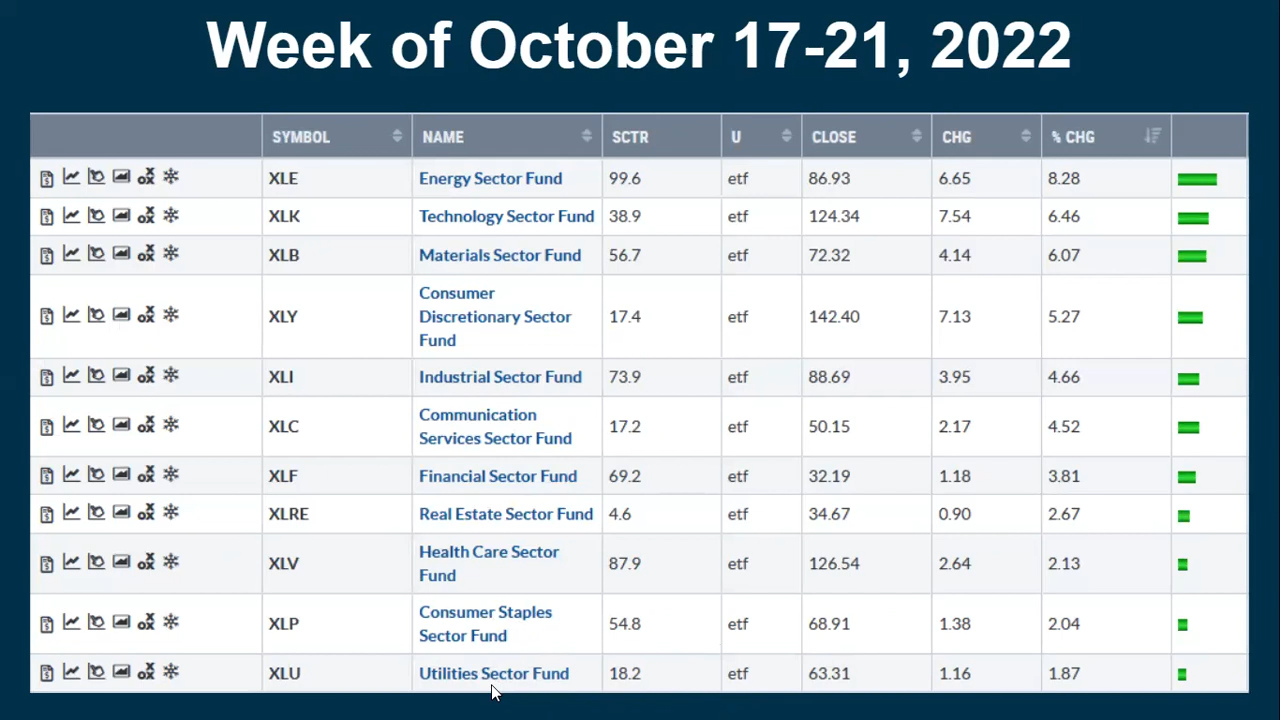 Week of October 17-21, 2022
SYMBOL NAME SCTR U CLOSE CHG % CHG
XLE Energy Sector Fund 99.6 etf 86.93 6.65 8.28
XLK Technology Sector Fund 38.9 etf 124.34 7.54 6.46
XLB Materials Sector Fund 56.7 etf 72.32 4.14 6.07
Consumer
XLY Discretionary Sector 17.4 etf 142.40 7.13 5.27
Fund
XLI Industrial Sector Fund 73.9 etf 88.69 3.95 4.66
Communication
XLC 17.2 etf 50.15 2.17 4.52
Services Sector Fund
XLF Financial Sector Fund 69.2 etf 32.19 1.18 3.81
XLRE Real Estate Sector Fund 4.6 etf 34.67 0.90 2.67
Health Care Sector
XLV 87.9 etf 126.54 2.64 2.13
Fund
Consumer Staples
XLP 54.8 etf 68.91 1.38 2.04
Sector Fund
XLU Utilities Sector Fund 18.2 etf 63.31 1.16 1.87